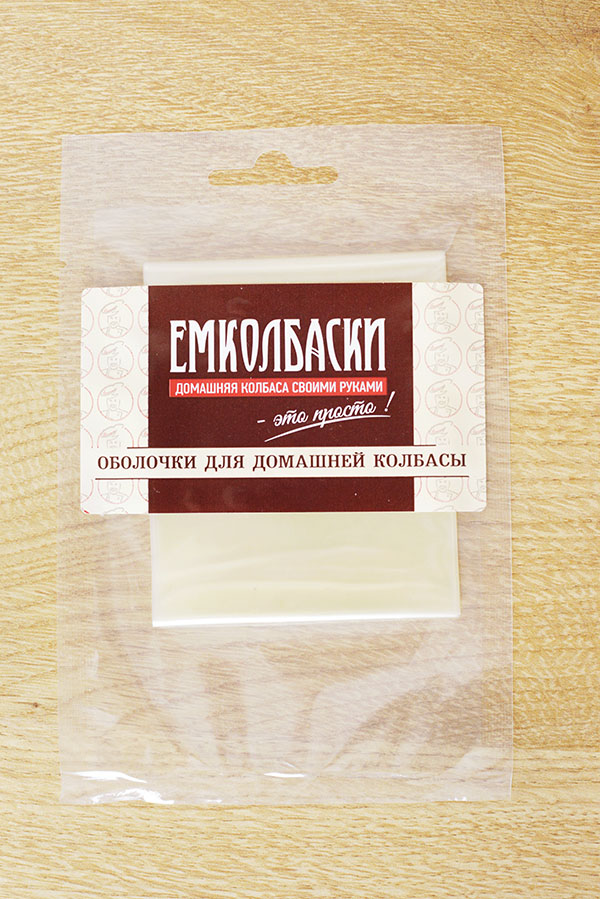 ЕМКОЛБАСКИ
ДОМАШНЯЯ КОЛБАСА СВОИМИ РУКАМИ
- это просто!
ОБОЛОЧКИ ДЛЯ ДОМАШНЕЙ КОЛБАСЫ